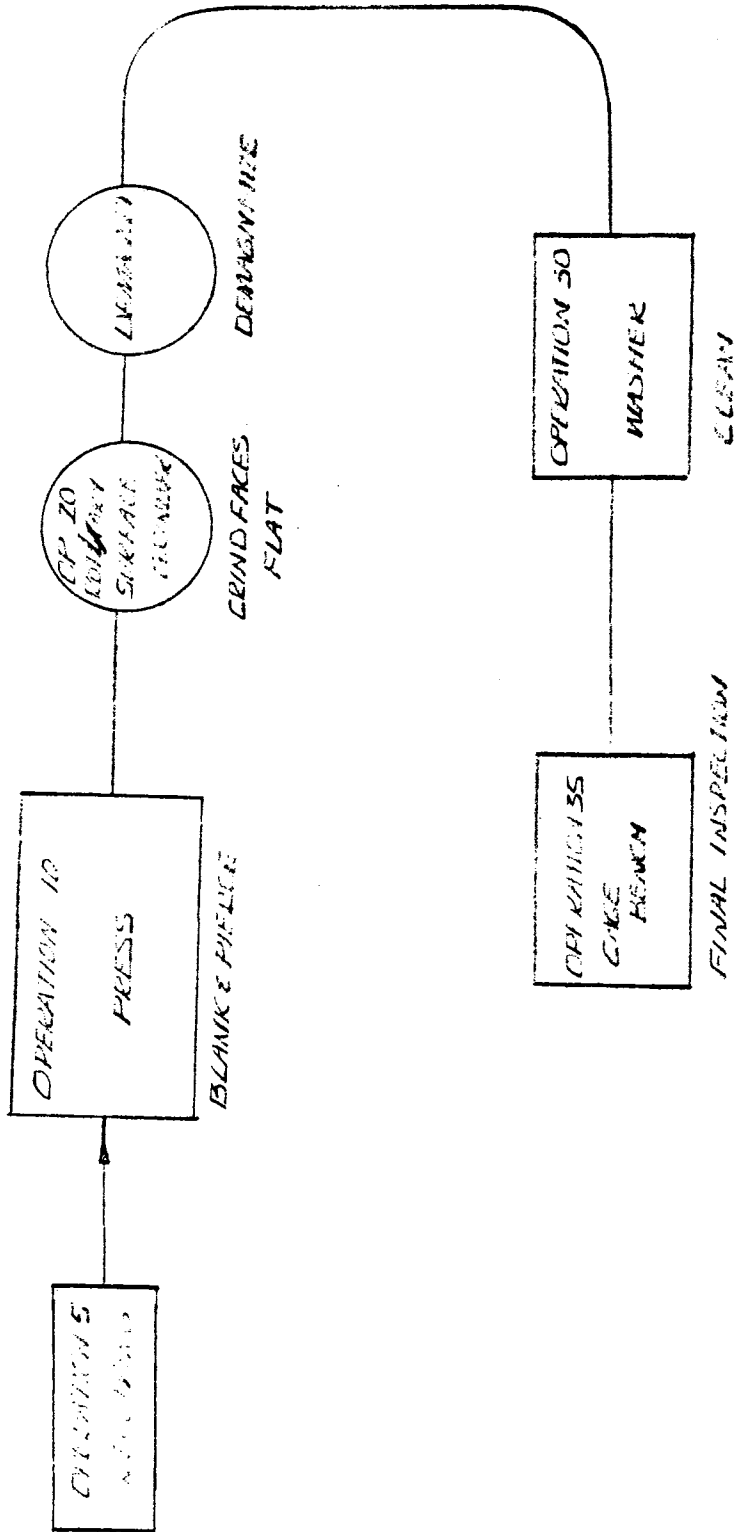 OPERATION 5
OPERATION 10
PRESS
BLANK & PIERCE
OP 20
ROTARY
SURFACE
GRIND FACES
FLAT
DEMAGNETIZE
OPERATION 30
WASHER
CLEAN
OPERATION 35
GAGE
BENCH
FINAL INSPECTION